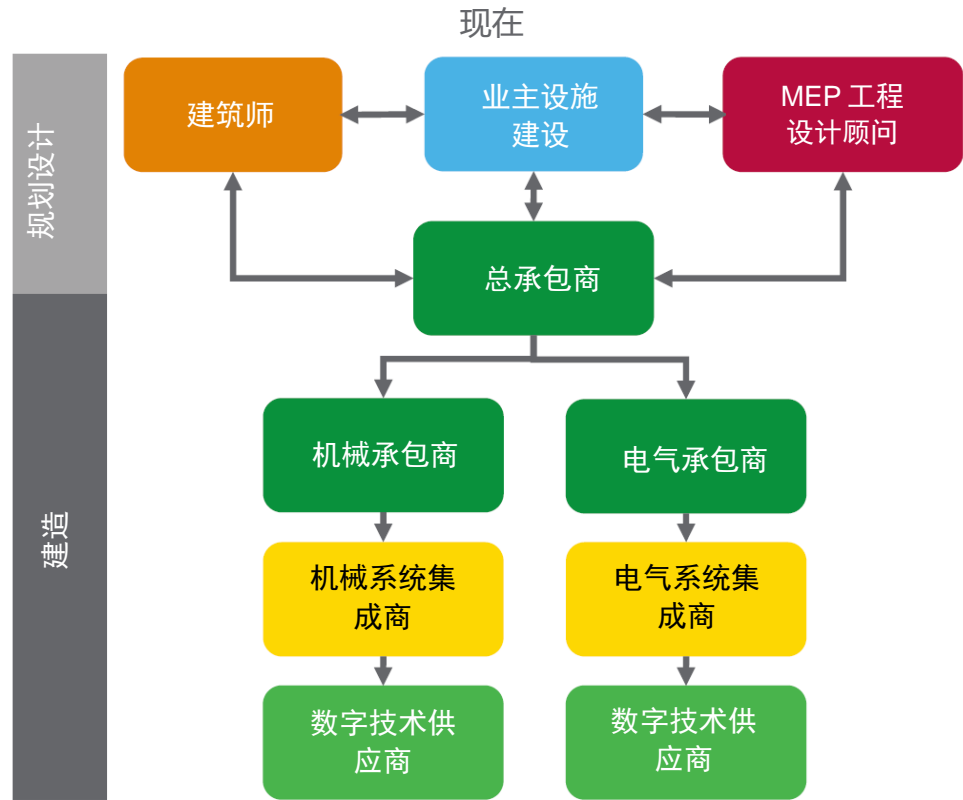 现在
规划设计
建筑师
业主设施
建设
MEP 工程
设计顾问
总承包商
建造
机械承包商
电气承包商
机械系统集
成商
电气系统集
成商
数字技术供
应商
数字技术供
应商